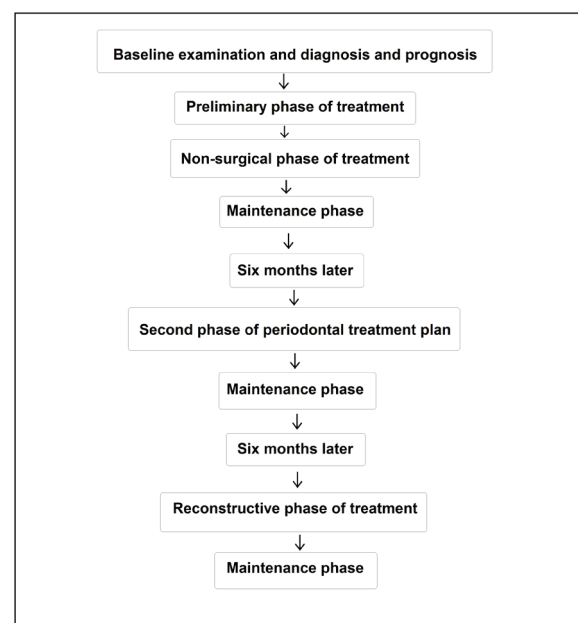 Baseline examination and diagnosis and prognosis
Preliminary phase of treatment
Non-surgical phase of treatment
Maintenance phase
Six months later
Second phase of periodontal treatment plan
Maintenance phase
Six months later
Reconstructive phase of treatment
Maintenance phase